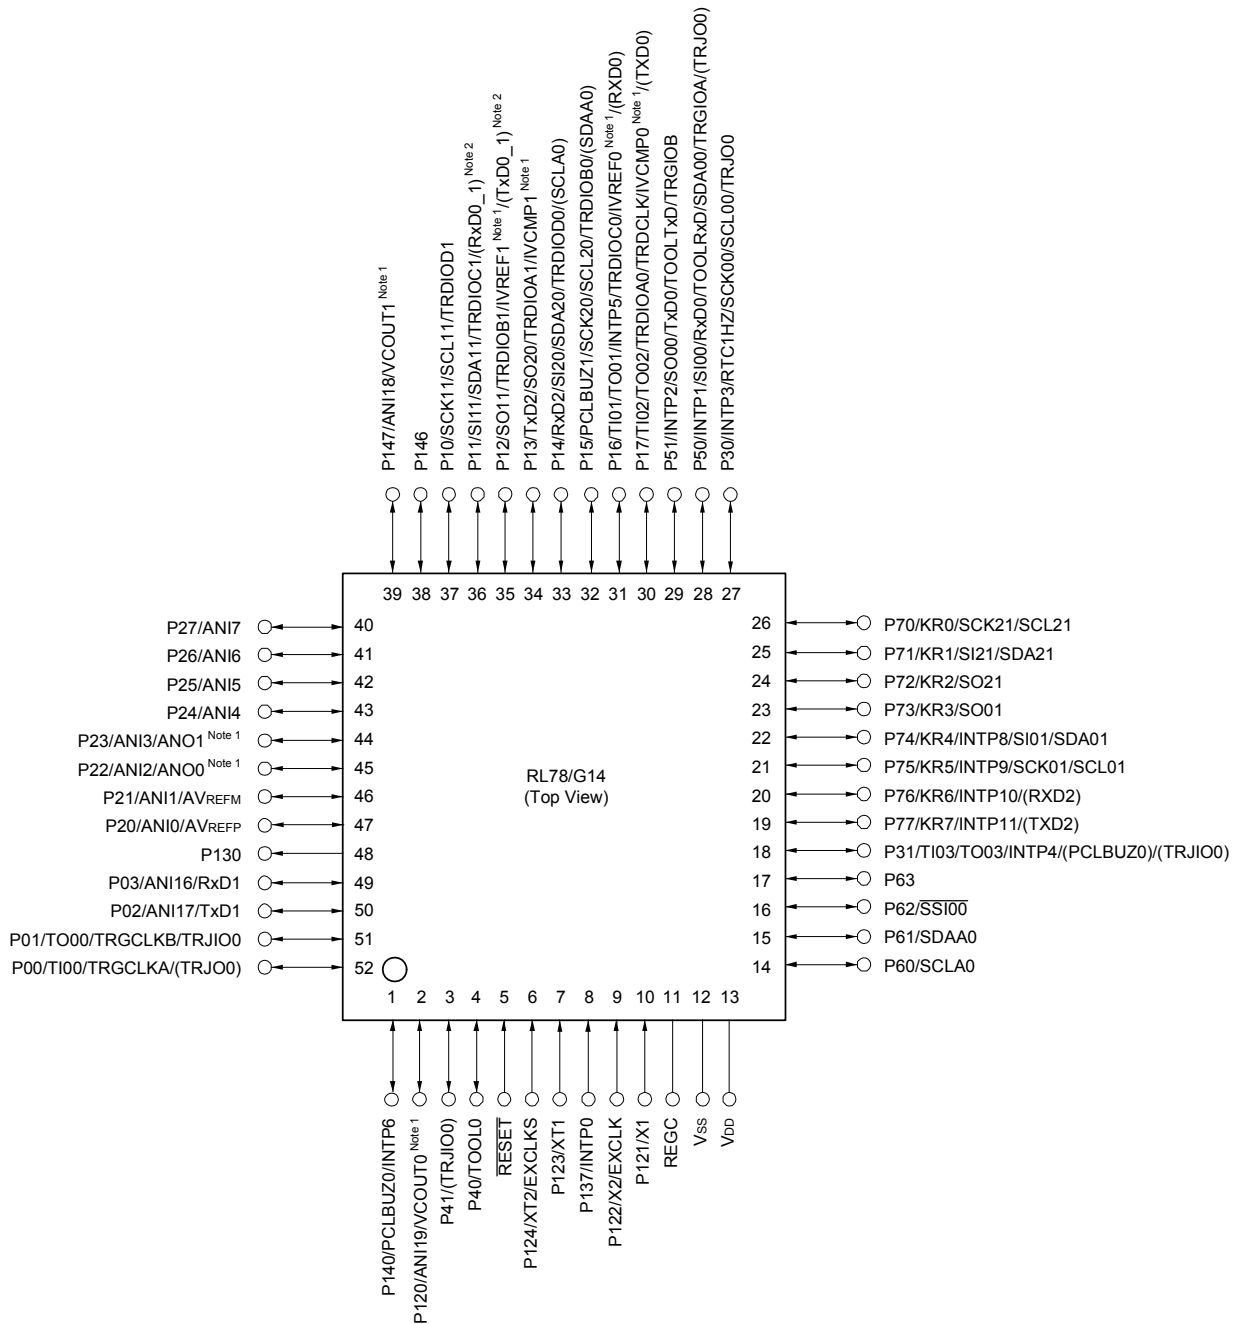 P147/ANI18/VCOUT1 Note 1
P146
P10/SCK11/SCL11/TRDIOD1
P11/SI11/SDA11/TRDIOC1/(RxD0_1) Note 2
P12/SO11/TRDIOB1/IVREF1 Note 1/(TxD0_1) Note 2
P13/TxD2/SO20/TRDIOA1/IVCMP1 Note 1
P14/RxD2/SI20/SDA20/TRDIOD0/(SCLA0)
P15/PCLBUZ1/SCK20/SCL20/TRDIOB0/(SDAA0)
P16/TI01/TO01/INTP5/TRDIOC0/IVREF0 Note 1/(RXD0)
P17/TI02/TO02/TRDIOA0/TRDCLK/IVCMP0 Note 1/(TXD0)
P51/INTP2/SO00/TxD0/TOOLTxD/TRGIOB
P50/INTP1/SI00/RxD0/TOOLRxD/SDA00/TRGIOA/(TRJO0)
P30/INTP3/RTC1HZ/SCK00/SCL00/TRJO0
39 38 37 36 35 34 33 32 31 30 29 28 27
P27/ANI7 40
P26/ANI6 41
P25/ANI5 42
P24/ANI4 43
P23/ANI3/ANO1 Note 1 44
P22/ANI2/ANO0 Note 1 45
P21/ANI1/AVREFM 46
P20/ANI0/AVREFP 47
P130 48
P03/ANI16/RxD1 49
P02/ANI17/TxD1 50
P01/TO00/TRGCLKB/TRJIO0 51
P00/TI00/TRGCLKA/(TRJO0) 52
RL78/G14
(Top View)
26 P70/KR0/SCK21/SCL21
25 P71/KR1/SI21/SDA21
24 P72/KR2/SO21
23 P73/KR3/SO01
22 P74/KR4/INTP8/SI01/SDA01
21 P75/KR5/INTP9/SCK01/SCL01
20 P76/KR6/INTP10/(RXD2)
19 P77/KR7/INTP11/(TXD2)
18 P31/TI03/TO03/INTP4/(PCLBUZ0)/(TRJIO0)
17 P63
16 P62/SSI00
15 P61/SDAA0
14 P60/SCLA0
1 2 3 4 5 6 7 8 9 10 11 12 13
P140/PCLBUZ0/INTP6
P120/ANI19/VCOUT0 Note 1
P41/(TRJIO0)
P40/TOOL0
RESET
P124/XT2/EXCLKS
P123/XT1
P137/INTP0
P122/X2/EXCLK
P121/X1
REGC
VSS
VDD